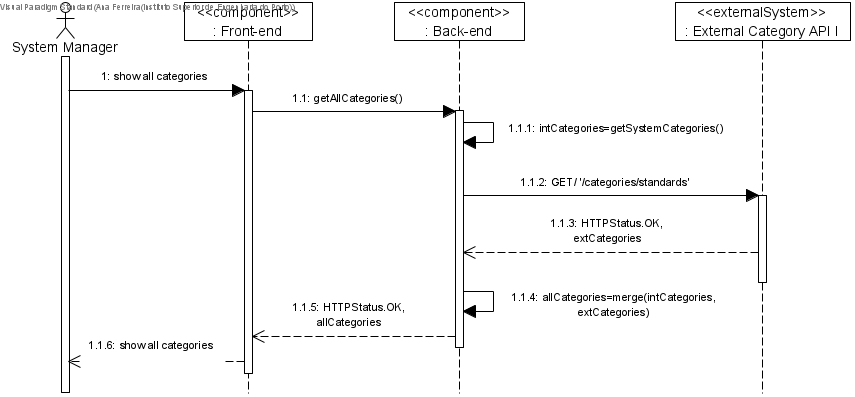 Visual Paradigm Standard(Ana Ferreira(Instituto Superior de Engenharia do Porto))
<<component>>
: Front-end
<<component>>
: Back-end
<<externalSystem>>
: External Category API I
System Manager
1: show all categories
1.1: getAllCategories()
1.1.1: intCategories=getSystemCategories()
1.1.2: GET/ '/categories/standards'
1.1.3: HTTPStatus.OK,
extCategories
1.1.4: allCategories=merge(intCategories,
extCategories)
1.1.5: HTTPStatus.OK,
allCategories
1.1.6: show all categories